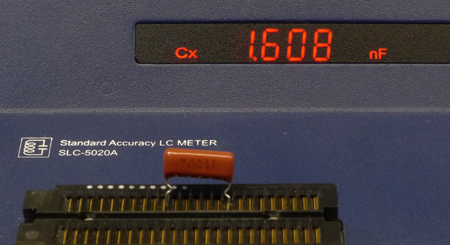 Cx 1.608 nF
Standard Accuracy LC METER
SLC-5020A